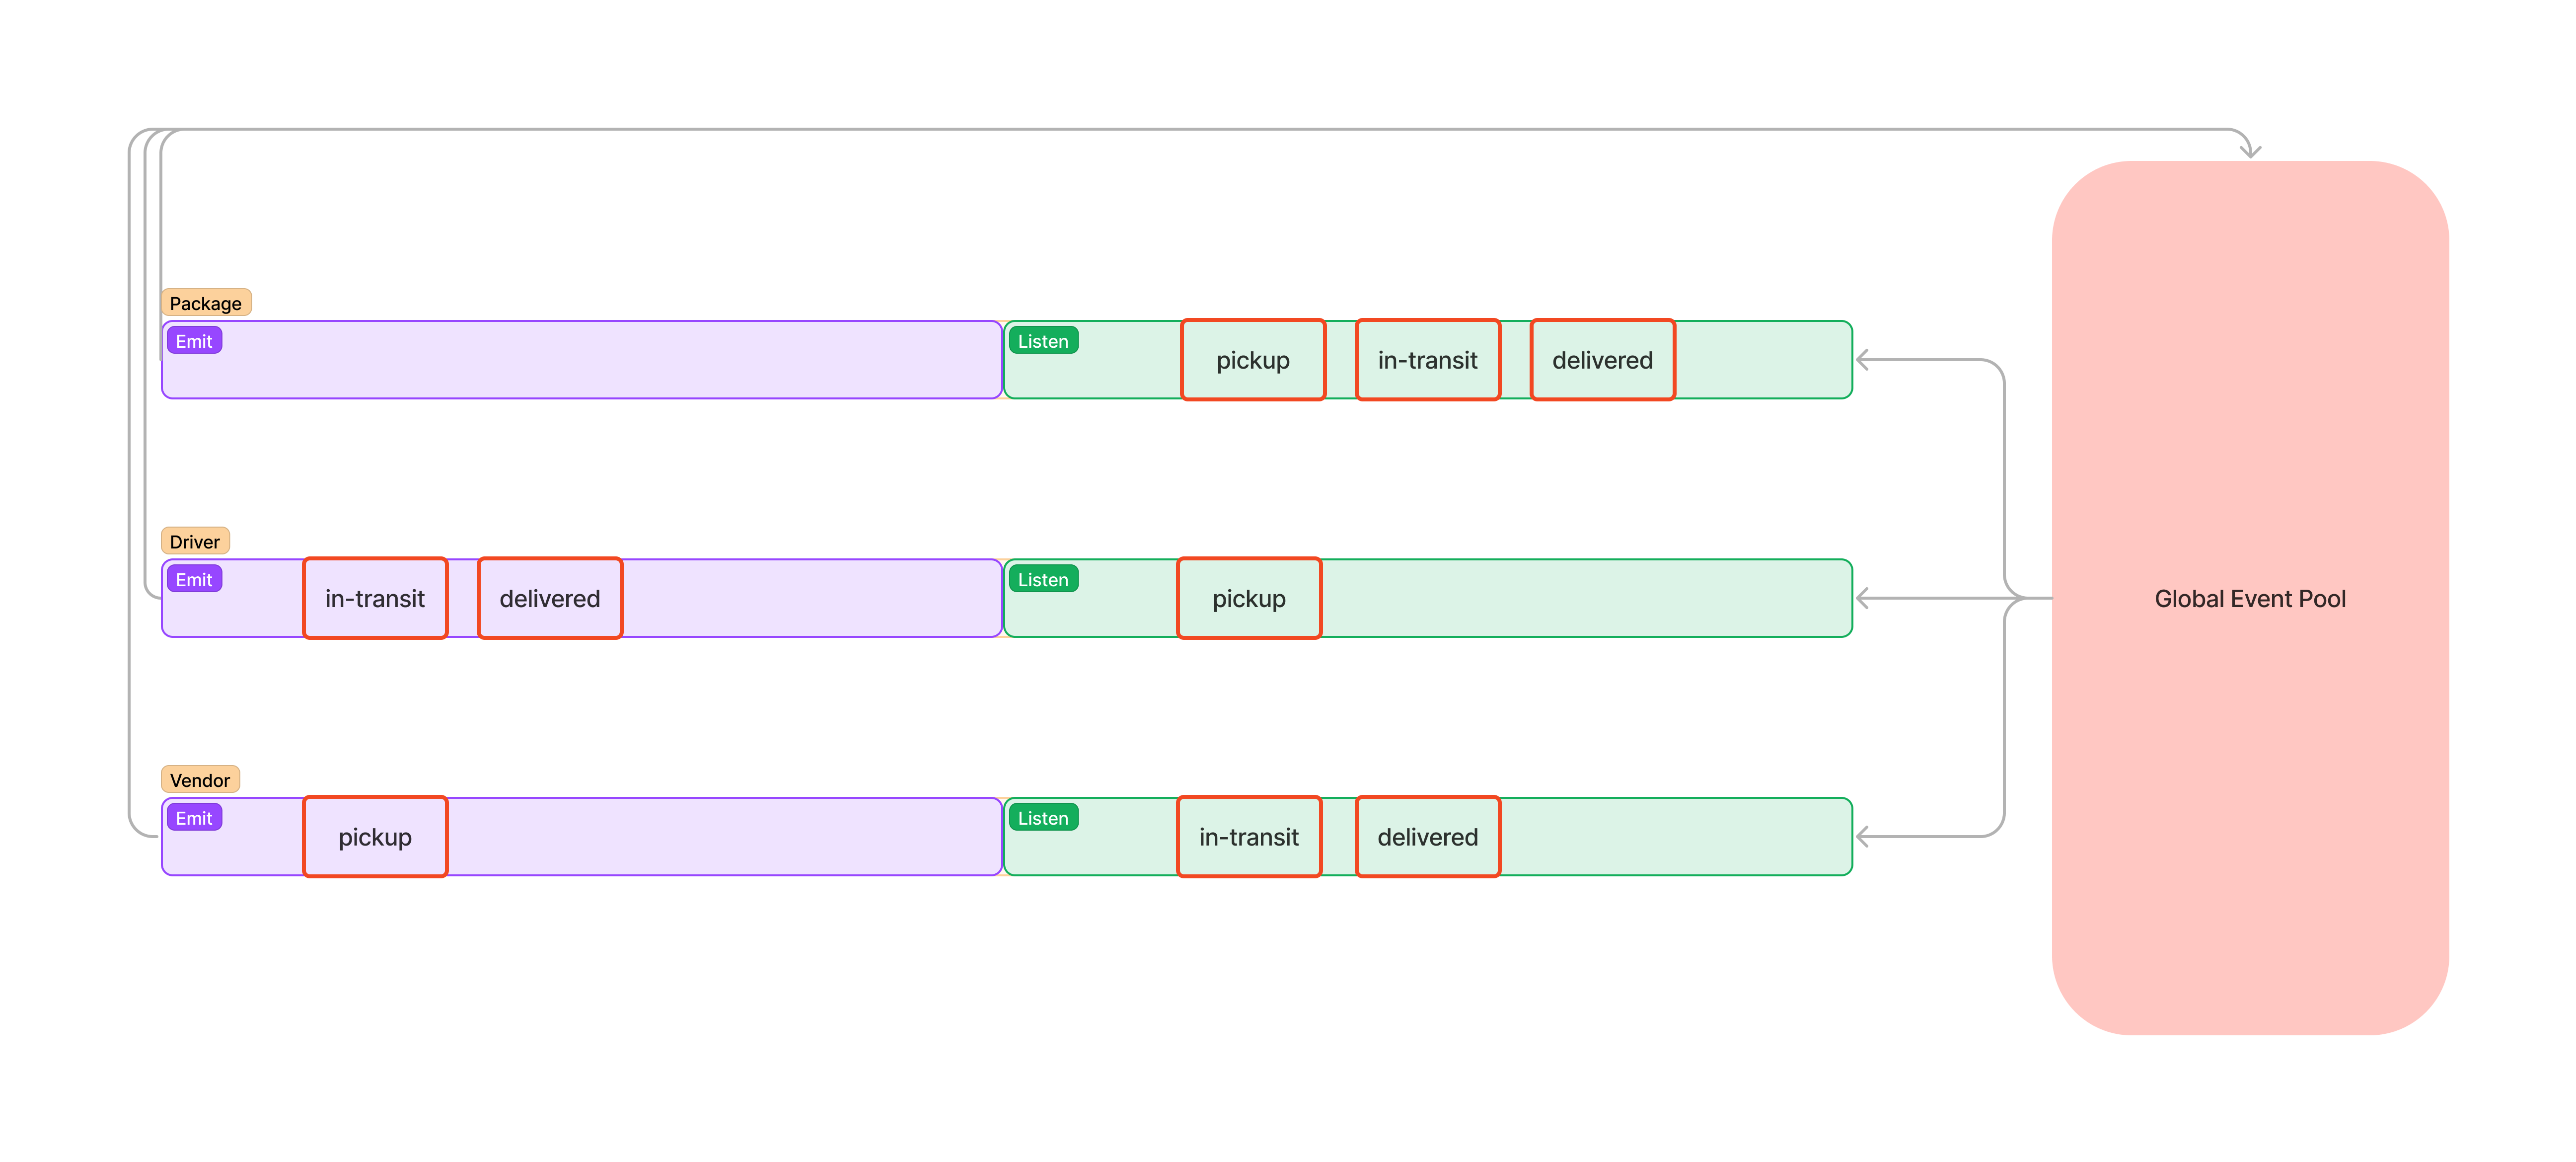 Package
Emit
Listen
pickup
in-transit
delivered
Driver
Emit
in-transit
delivered
Listen
pickup
Vendor
Emit
pickup
Listen
in-transit
delivered
Global Event Pool